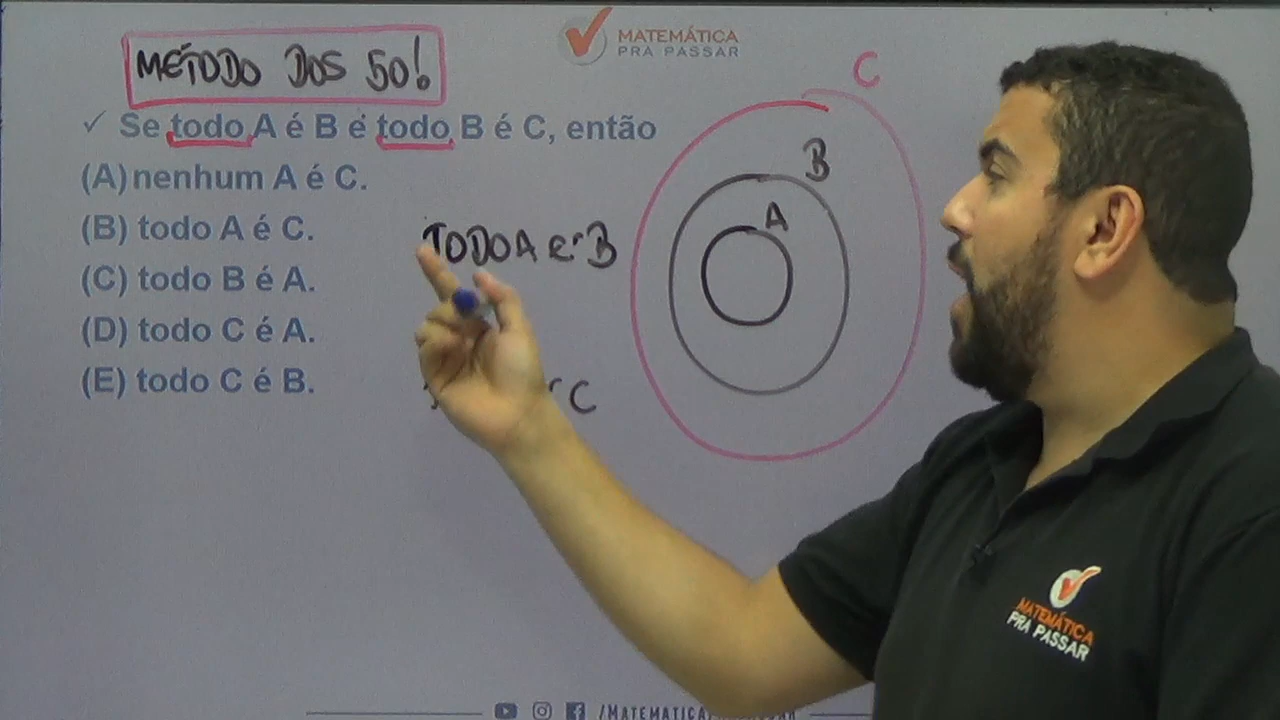 MÉTODO DOS 50!
MATEMÁTICA
PRA PASSAR
✓ Se todo A é B e todo B é C, então
(A) nenhum A é C.
(B) todo A é C.
(C) todo B é A.
(D) todo C é A.
(E) todo C é B.
TODO A é B
C
C
B
A
MATEMÁTICA
PRA PASSAR